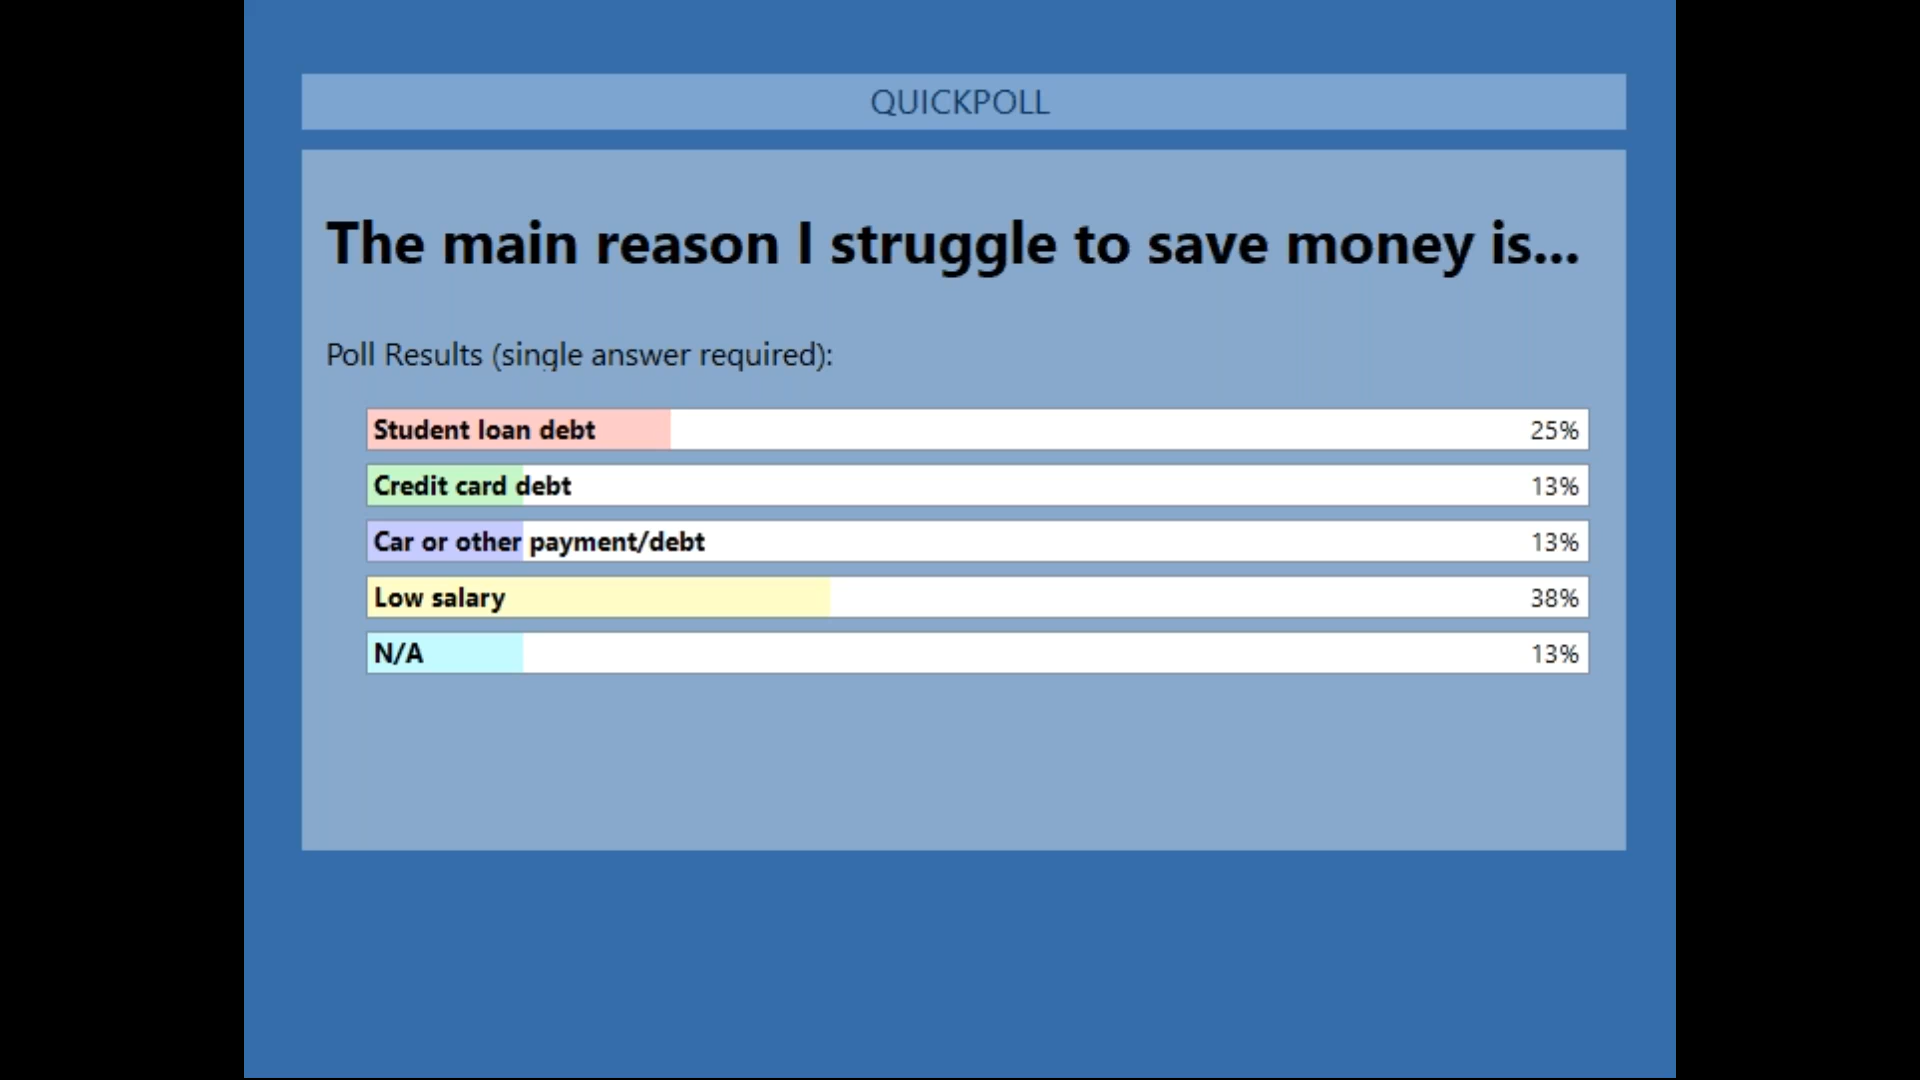 QUICKPOLL
The main reason I struggle to save money is...
Poll Results (single answer required):
Student loan debt 25%
Credit card debt 13%
Car or other payment/debt 13%
Low salary 38%
N/A 13%